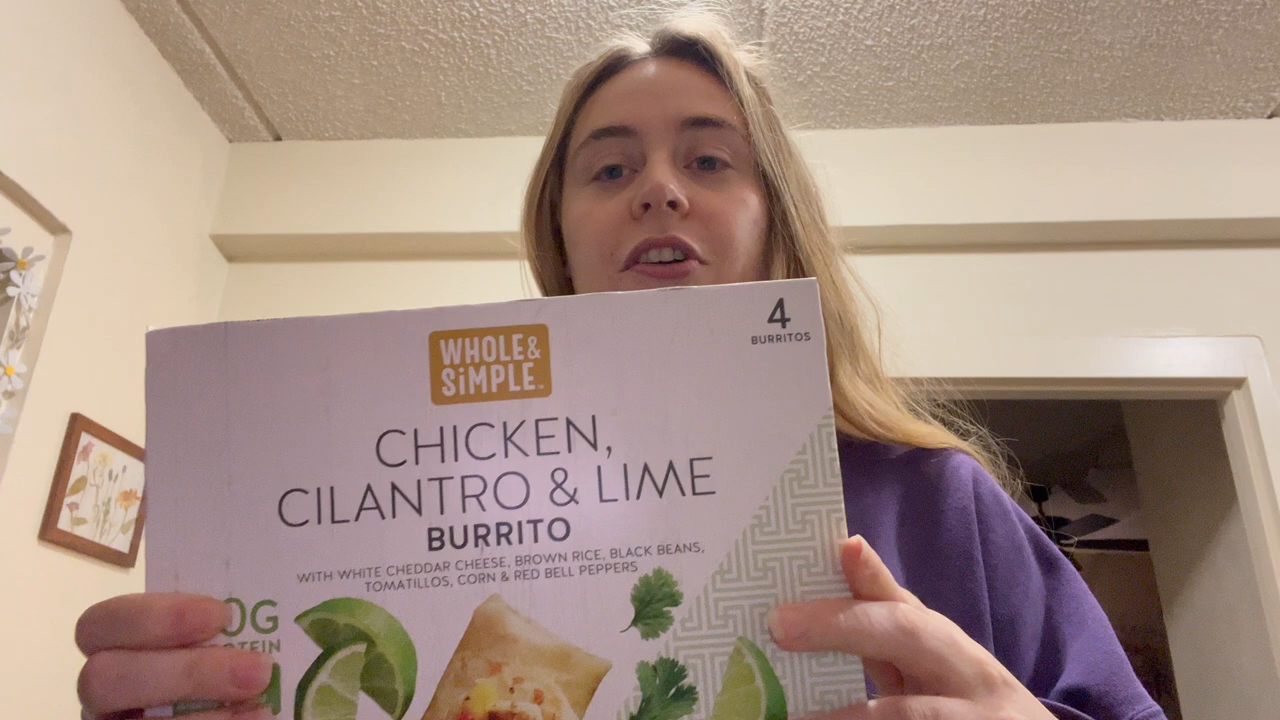 WHOLE&
SiMPLE
4
BURRITOS
CHICKEN,
CILANTRO & LIME
BURRITO
WITH WHITE CHEDDAR CHEESE, BROWN RICE, BLACK BEANS,
TOMATILLOS, CORN & RED BELL PEPPERS